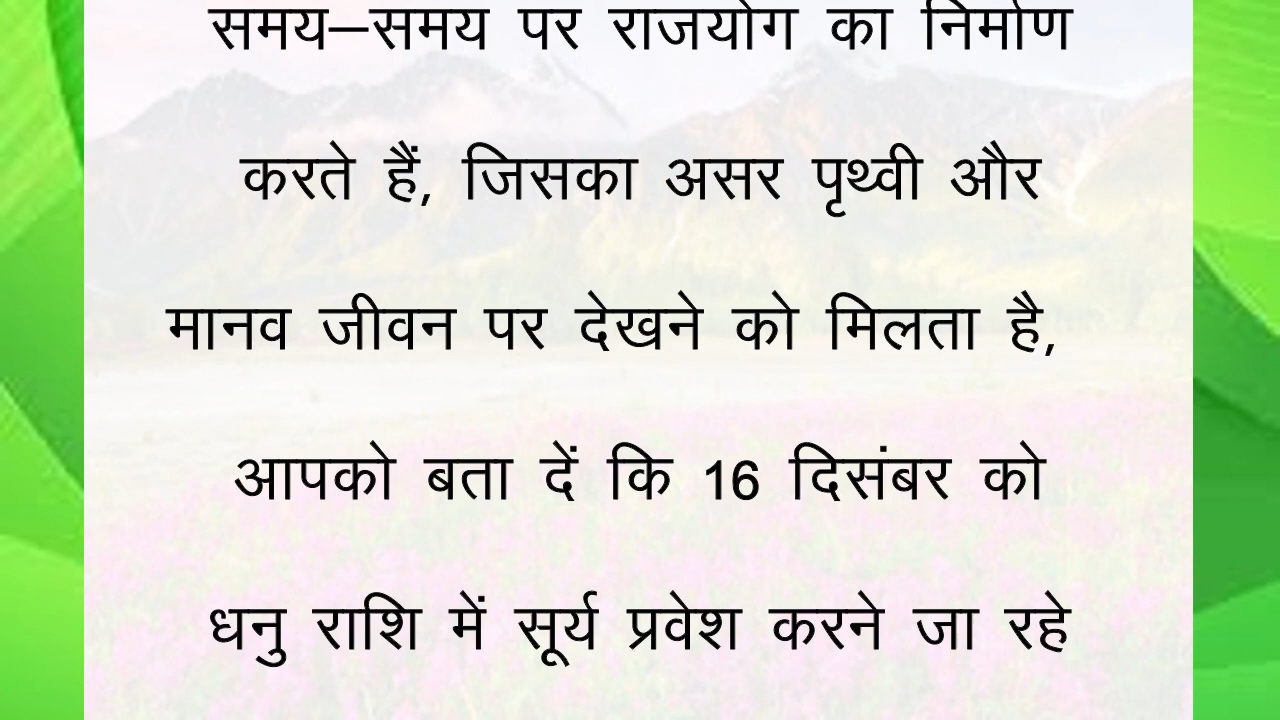 समय–समय पर राजयोग का निर्माण
करते हैं, जिसका असर पृथ्वी और
मानव जीवन पर देखने को मिलता है,
आपको बता दें कि 16 दिसंबर को
धनु राशि में सूर्य प्रवेश करने जा रहे